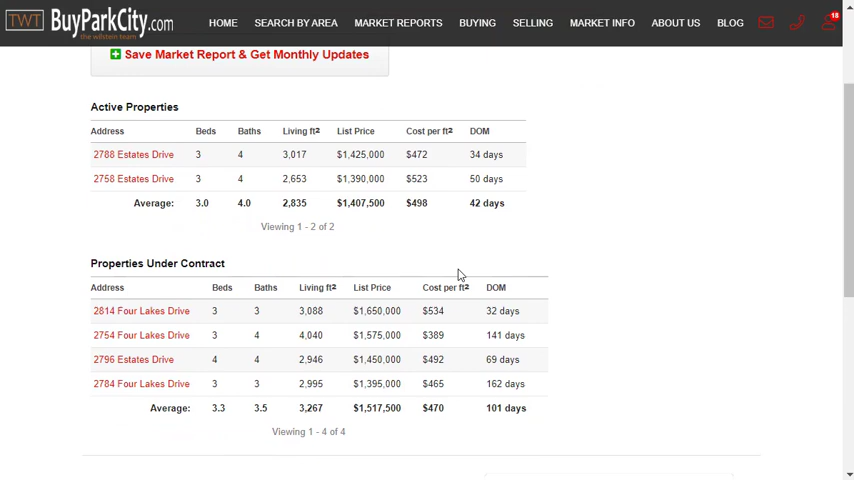 TWT BuyParkCity.com
the wilstein team
HOME SEARCH BY AREA MARKET REPORTS BUYING SELLING MARKET INFO ABOUT US BLOG 18
Save Market Report & Get Monthly Updates
Active Properties
Address Beds Baths Living ft² List Price Cost per ft² DOM
2788 Estates Drive 3 4 3,017 $1,425,000 $472 34 days
2758 Estates Drive 3 4 2,653 $1,390,000 $523 50 days
Average: 3.0 4.0 2,835 $1,407,500 $498 42 days
Viewing 1 - 2 of 2
Properties Under Contract
Address Beds Baths Living ft² List Price Cost per ft² DOM
2814 Four Lakes Drive 3 3 3,088 $1,650,000 $534 32 days
2754 Four Lakes Drive 3 4 4,040 $1,575,000 $389 141 days
2796 Estates Drive 4 4 2,946 $1,450,000 $492 69 days
2784 Four Lakes Drive 3 3 2,995 $1,395,000 $465 162 days
Average: 3.3 3.5 3,267 $1,517,500 $470 101 days
Viewing 1 - 4 of 4